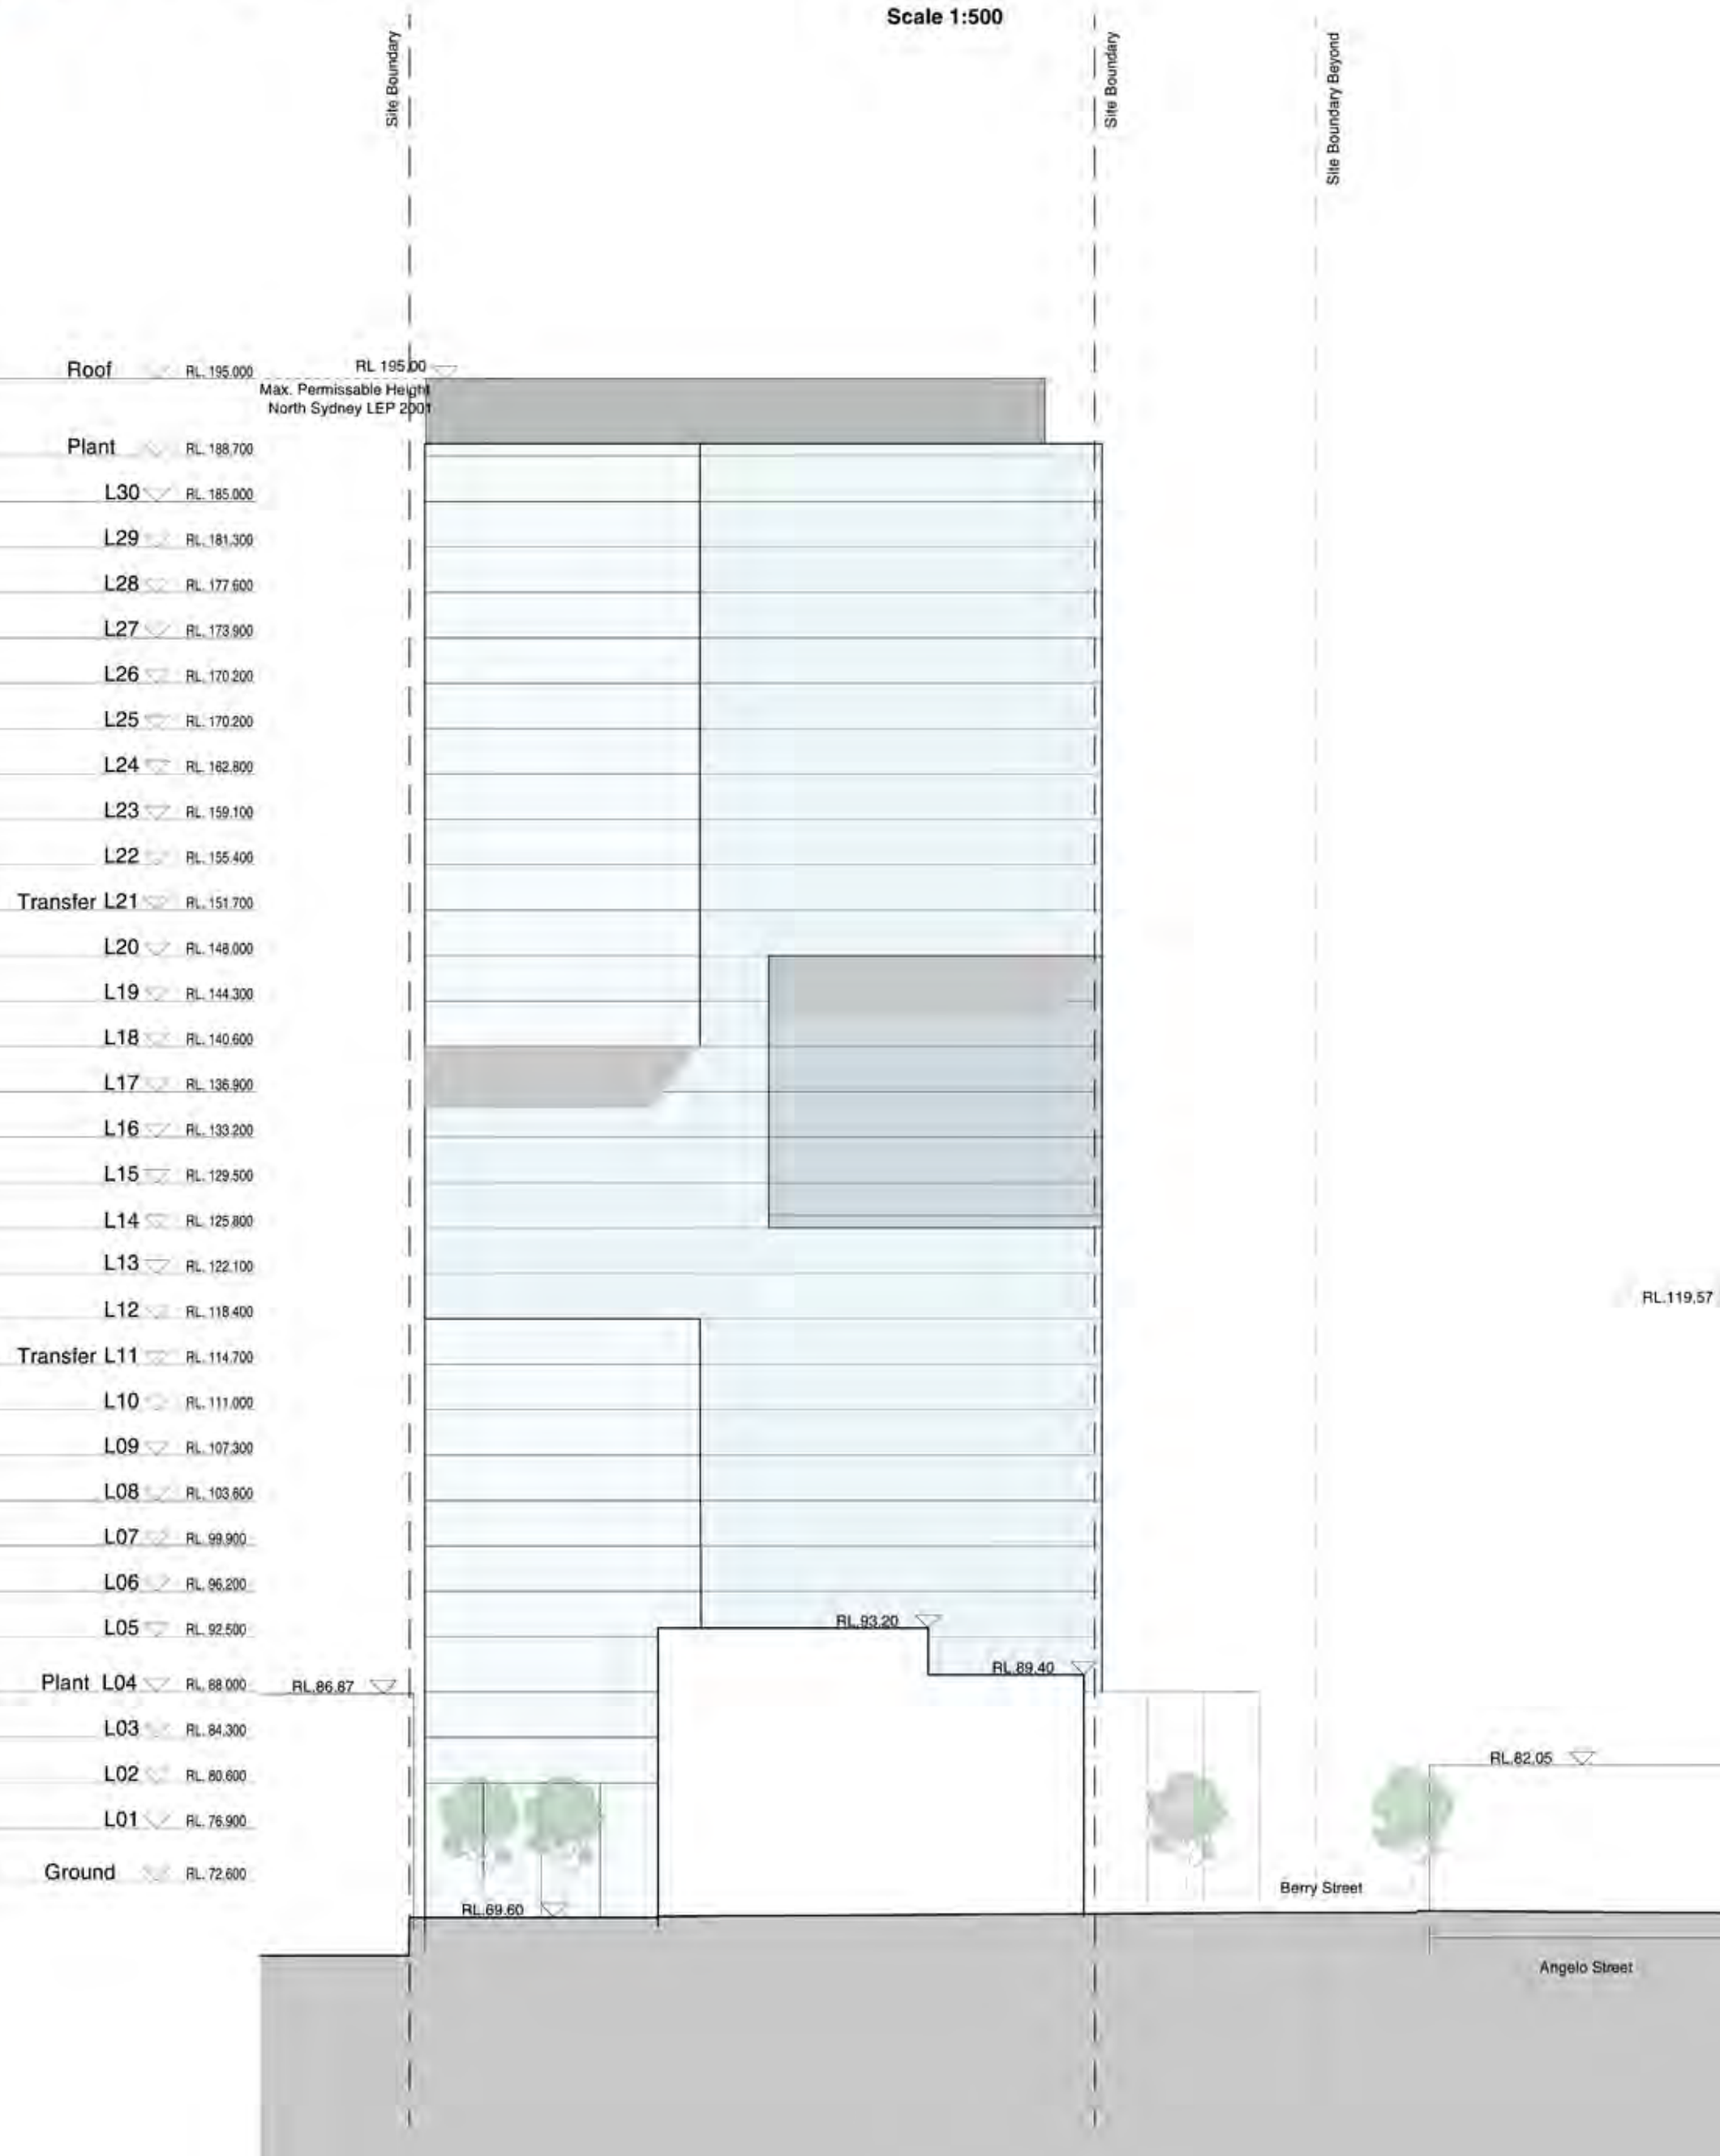 Scale 1:500
Site Boundary
Site Boundary
Site Boundary Beyond
Roof RL. 195.000
RL 195.00
Max. Permissable Height
North Sydney LEP 2001
Plant RL. 188.700
L30 RL. 185.000
L29 RL. 181.300
L28 RL. 177.600
L27 RL. 173.900
L26 RL. 170.200
L25 RL. 170.200
L24 RL. 162.800
L23 RL. 159.100
L22 RL. 155.400
Transfer L21 RL. 151.700
L20 RL. 148.000
L19 RL. 144.300
L18 RL. 140.600
L17 RL. 136.900
L16 RL. 133.200
L15 RL. 129.500
L14 RL. 125.800
L13 RL. 122.100
RL.119.57
L12 RL. 118.400
Transfer L11 RL. 114.700
L10 RL. 111.000
L09 RL. 107.300
L08 RL. 103.600
L07 RL. 99.900
L06 RL. 96.200
L05 RL. 92.500
RL.93.20
RL.89.40
Plant L04 RL. 88.000
RL.86.87
L03 RL. 84.300
RL.82.05
L02 RL. 80.600
L01 RL. 76.900
Ground RL. 72.600
Berry Street
RL.69.60
Angelo Street